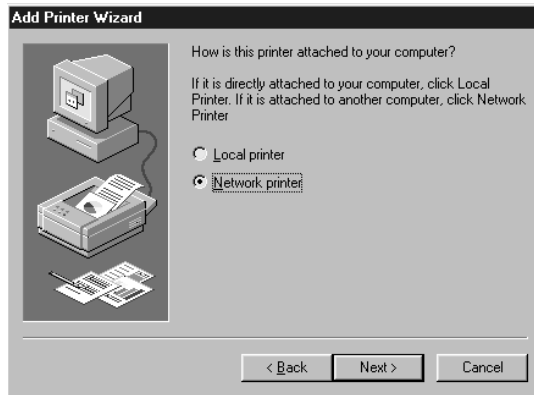 Add Printer Wizard
How is this printer attached to your computer?
If it is directly attached to your computer, click Local
Printer. If it is attached to another computer, click Network
Printer
Local printer
Network printer
< Back
Next >
Cancel